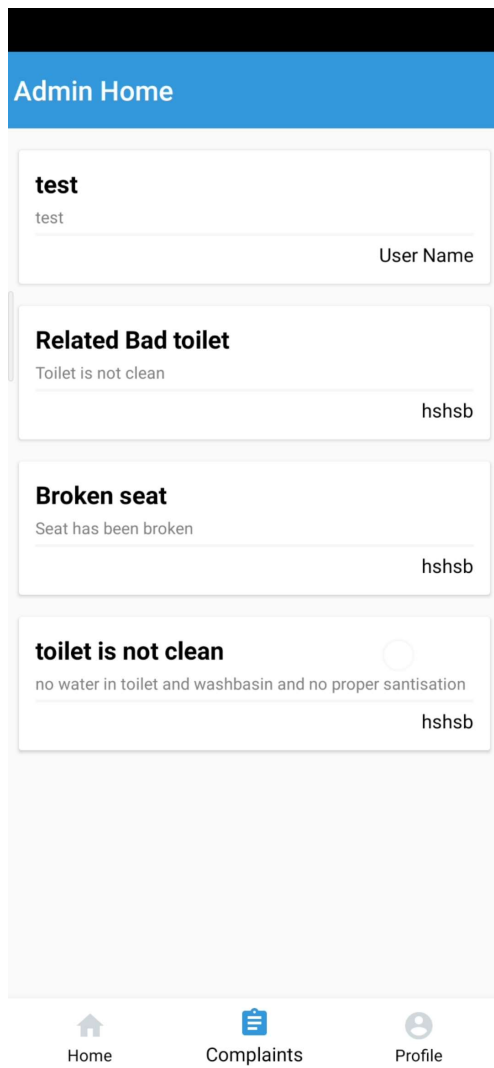 Admin Home
test
test
User Name
Related Bad toilet
Toilet is not clean
hshsb
Broken seat
Seat has been broken
hshsb
toilet is not clean
no water in toilet and washbasin and no proper santisation
hshsb
Home
Complaints
Profile